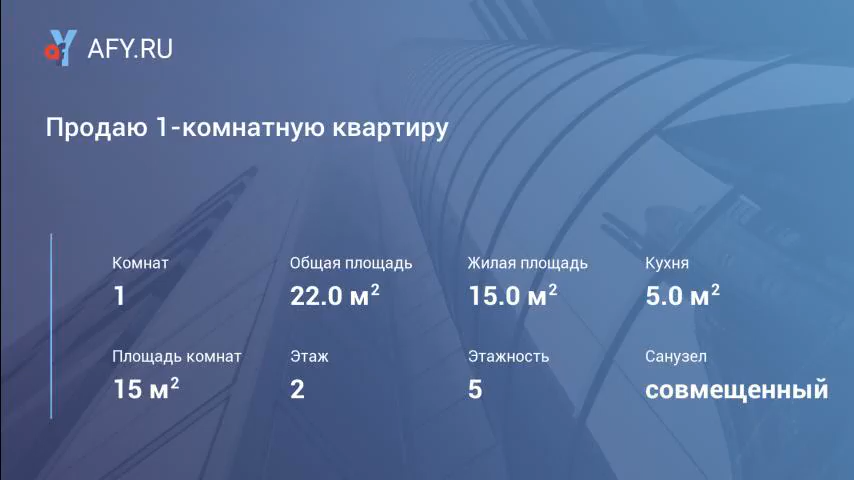 AFY.RU
Продаю 1-комнатную квартиру
Комнат Общая площадь Жилая площадь Кухня
1 22.0 м² 15.0 м² 5.0 м²
Площадь комнат Этаж Этажность Санузел
15 м² 2 5 совмещенный